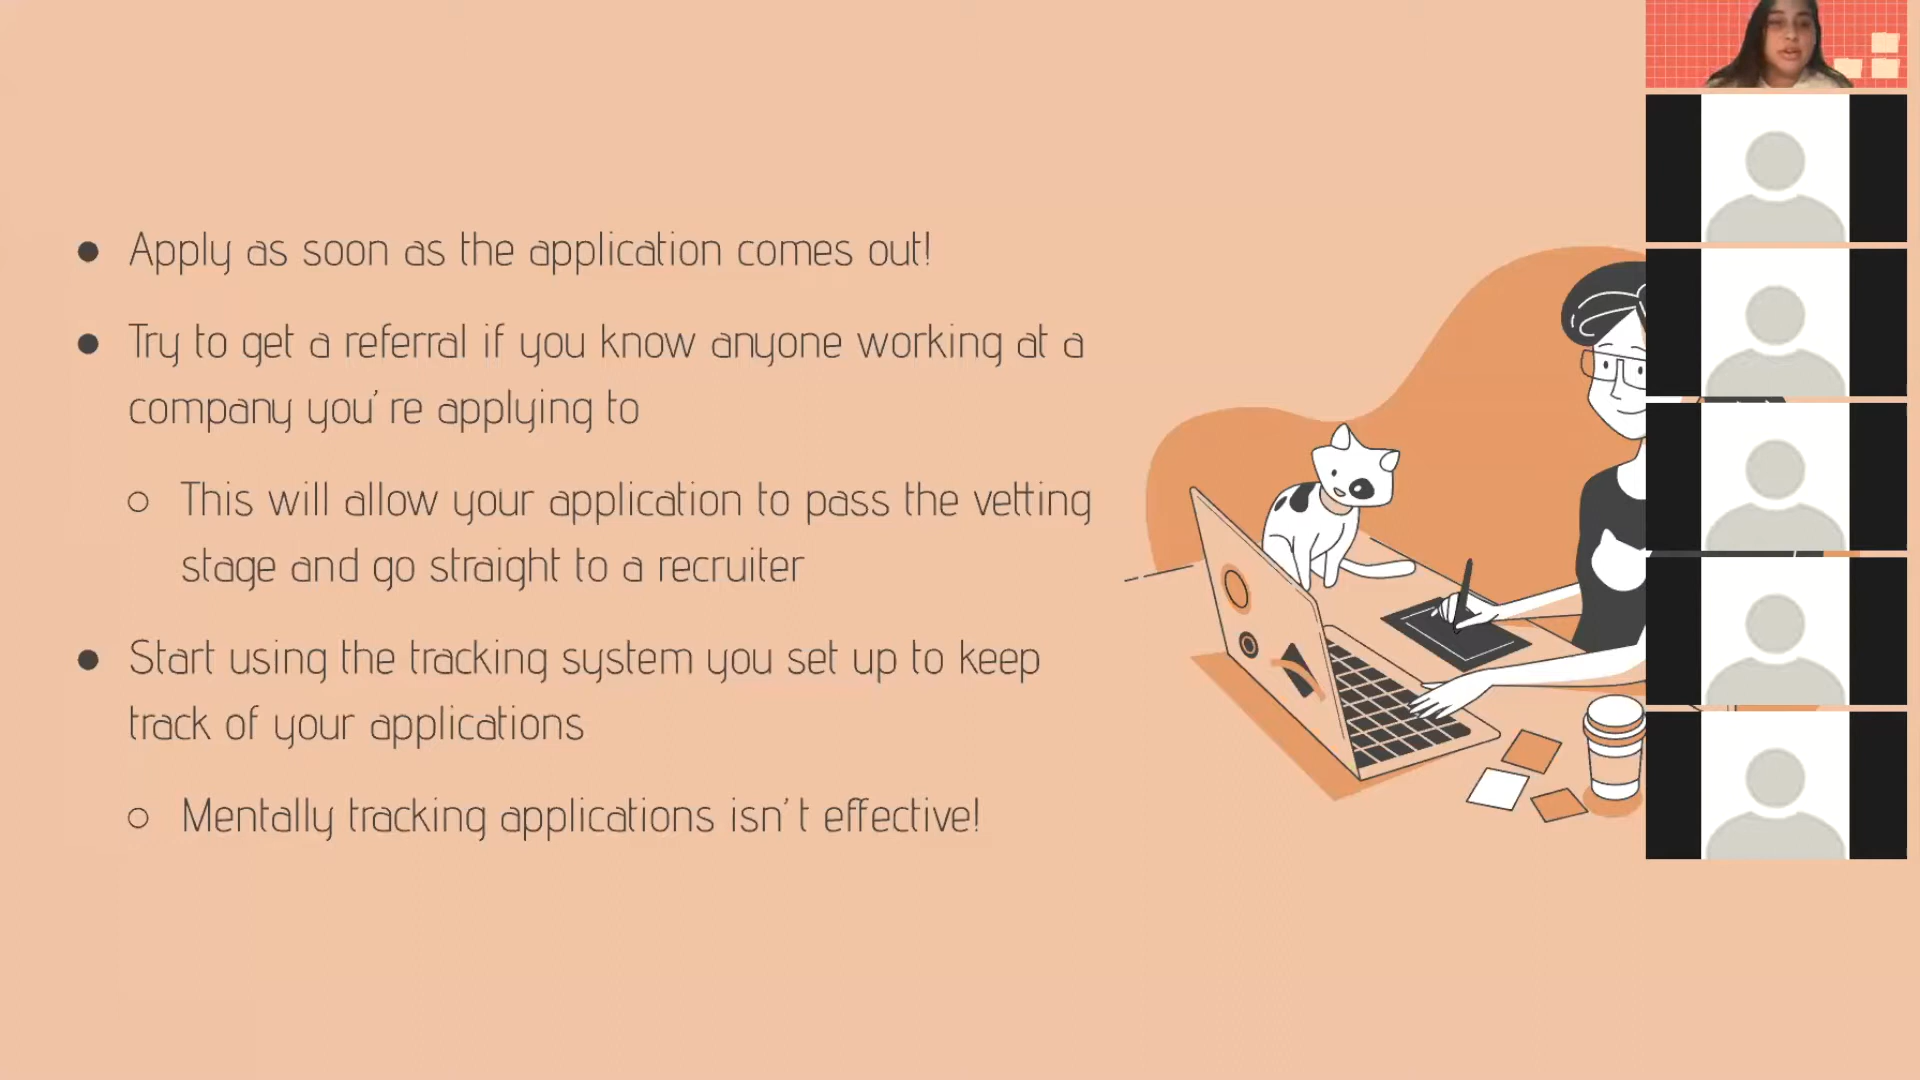 ● Apply as soon as the application comes out!
● Try to get a referral if you know anyone working at a
company you're applying to
○ This will allow your application to pass the vetting
stage and go straight to a recruiter
● Start using the tracking system you set up to keep
track of your applications
○ Mentally tracking applications isn't effective!